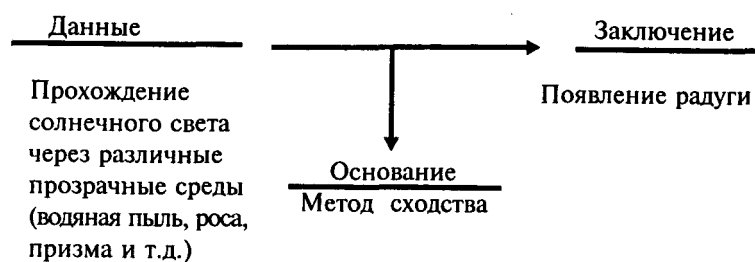 Данные
Заключение
Прохождение
солнечного света
через различные
прозрачные среды
(водяная пыль, роса,
призма и т.д.)
Появление радуги
Основание
Метод сходства